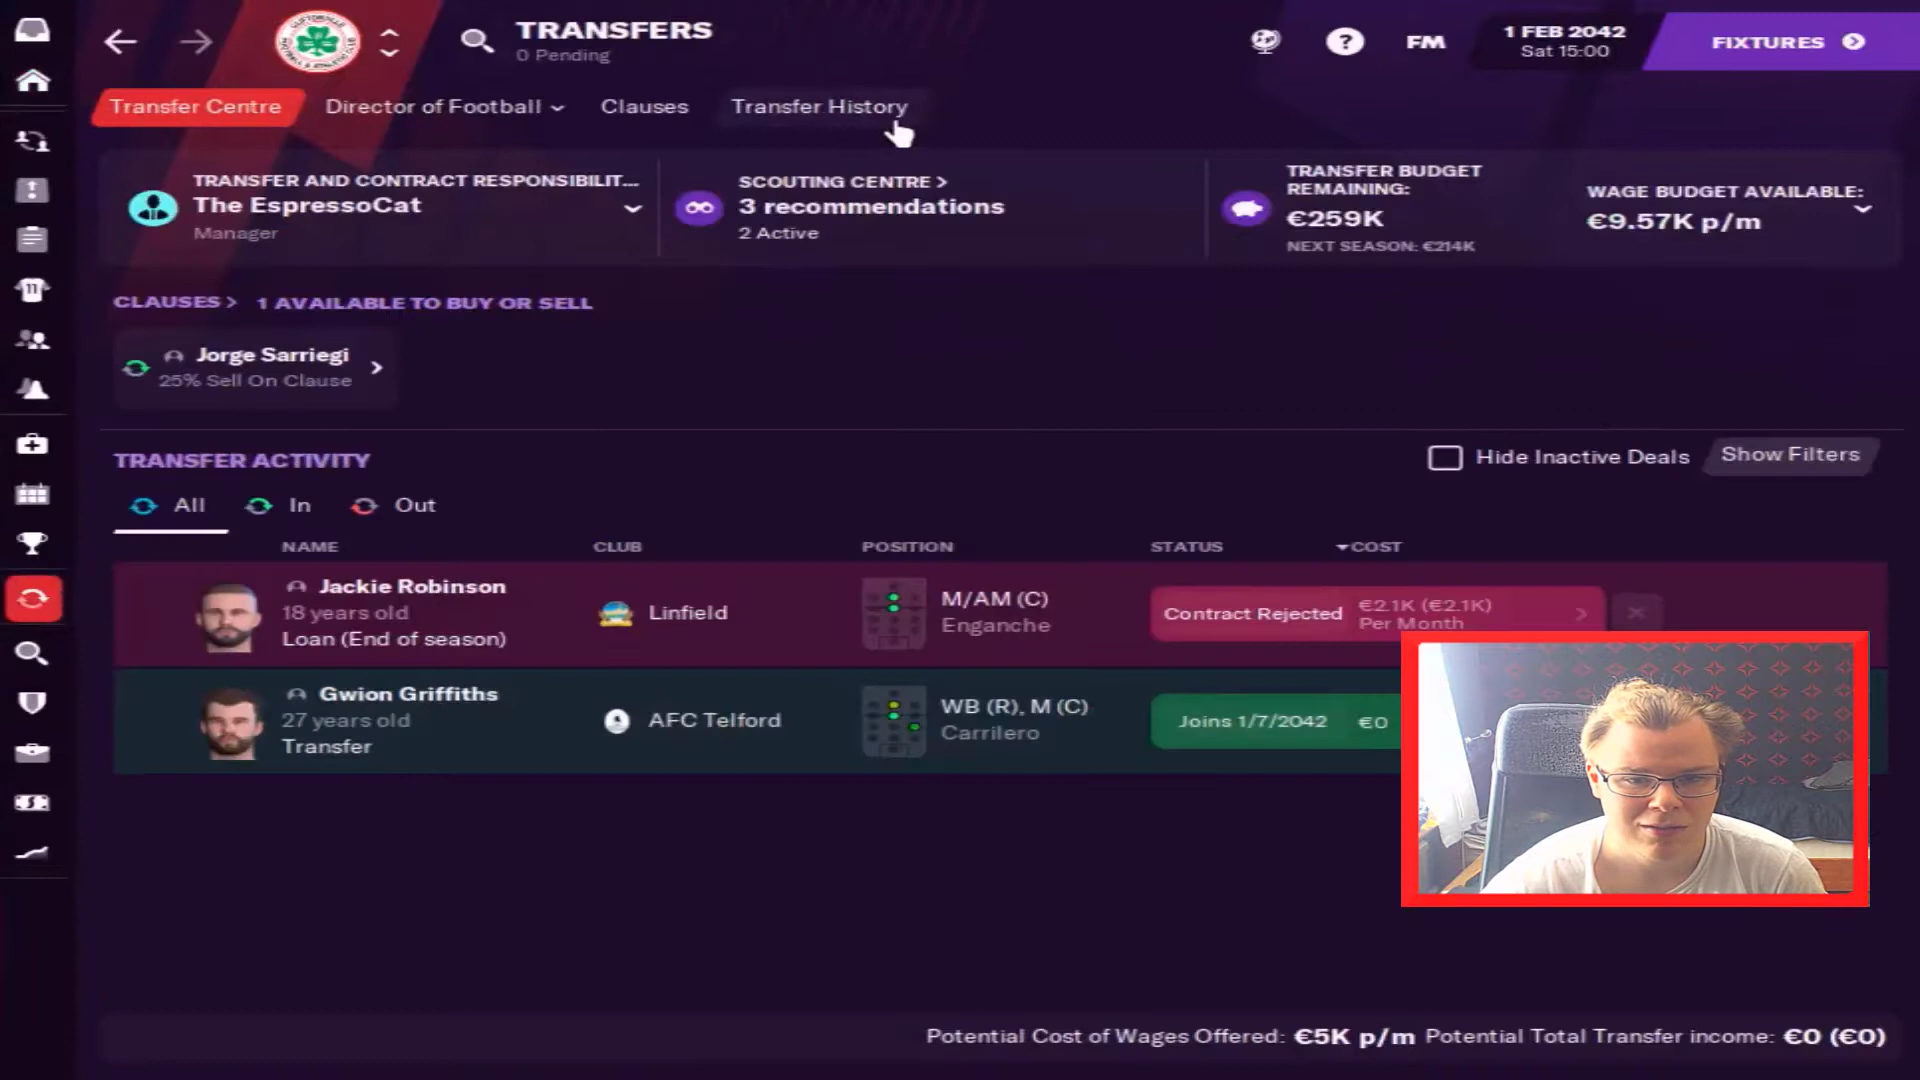 TRANSFERS
0 Pending
FM
1 FEB 2042
Sat 15:00
FIXTURES
Transfer Centre
Director of Football
Clauses
Transfer History
TRANSFER AND CONTRACT RESPONSIBILIT...
The EspressoCat
Manager
SCOUTING CENTRE >
3 recommendations
2 Active
TRANSFER BUDGET
REMAINING:
€259K
NEXT SEASON: €214K
WAGE BUDGET AVAILABLE:
€9.57K p/m
CLAUSES > 1 AVAILABLE TO BUY OR SELL
Jorge Sarriegi
25% Sell On Clause
TRANSFER ACTIVITY
Hide Inactive Deals
Show Filters
All
In
Out
NAME
CLUB
POSITION
STATUS
COST
Jackie Robinson
18 years old
Loan (End of season)
Linfield
M/AM (C)
Enganche
Contract Rejected
€2.1K (€2.1K)
Per Month
Gwion Griffiths
27 years old
Transfer
AFC Telford
WB (R), M (C)
Carrilero
Joins 1/7/2042
€0
Potential Cost of Wages Offered: €5K p/m Potential Total Transfer income: €0 (€0)